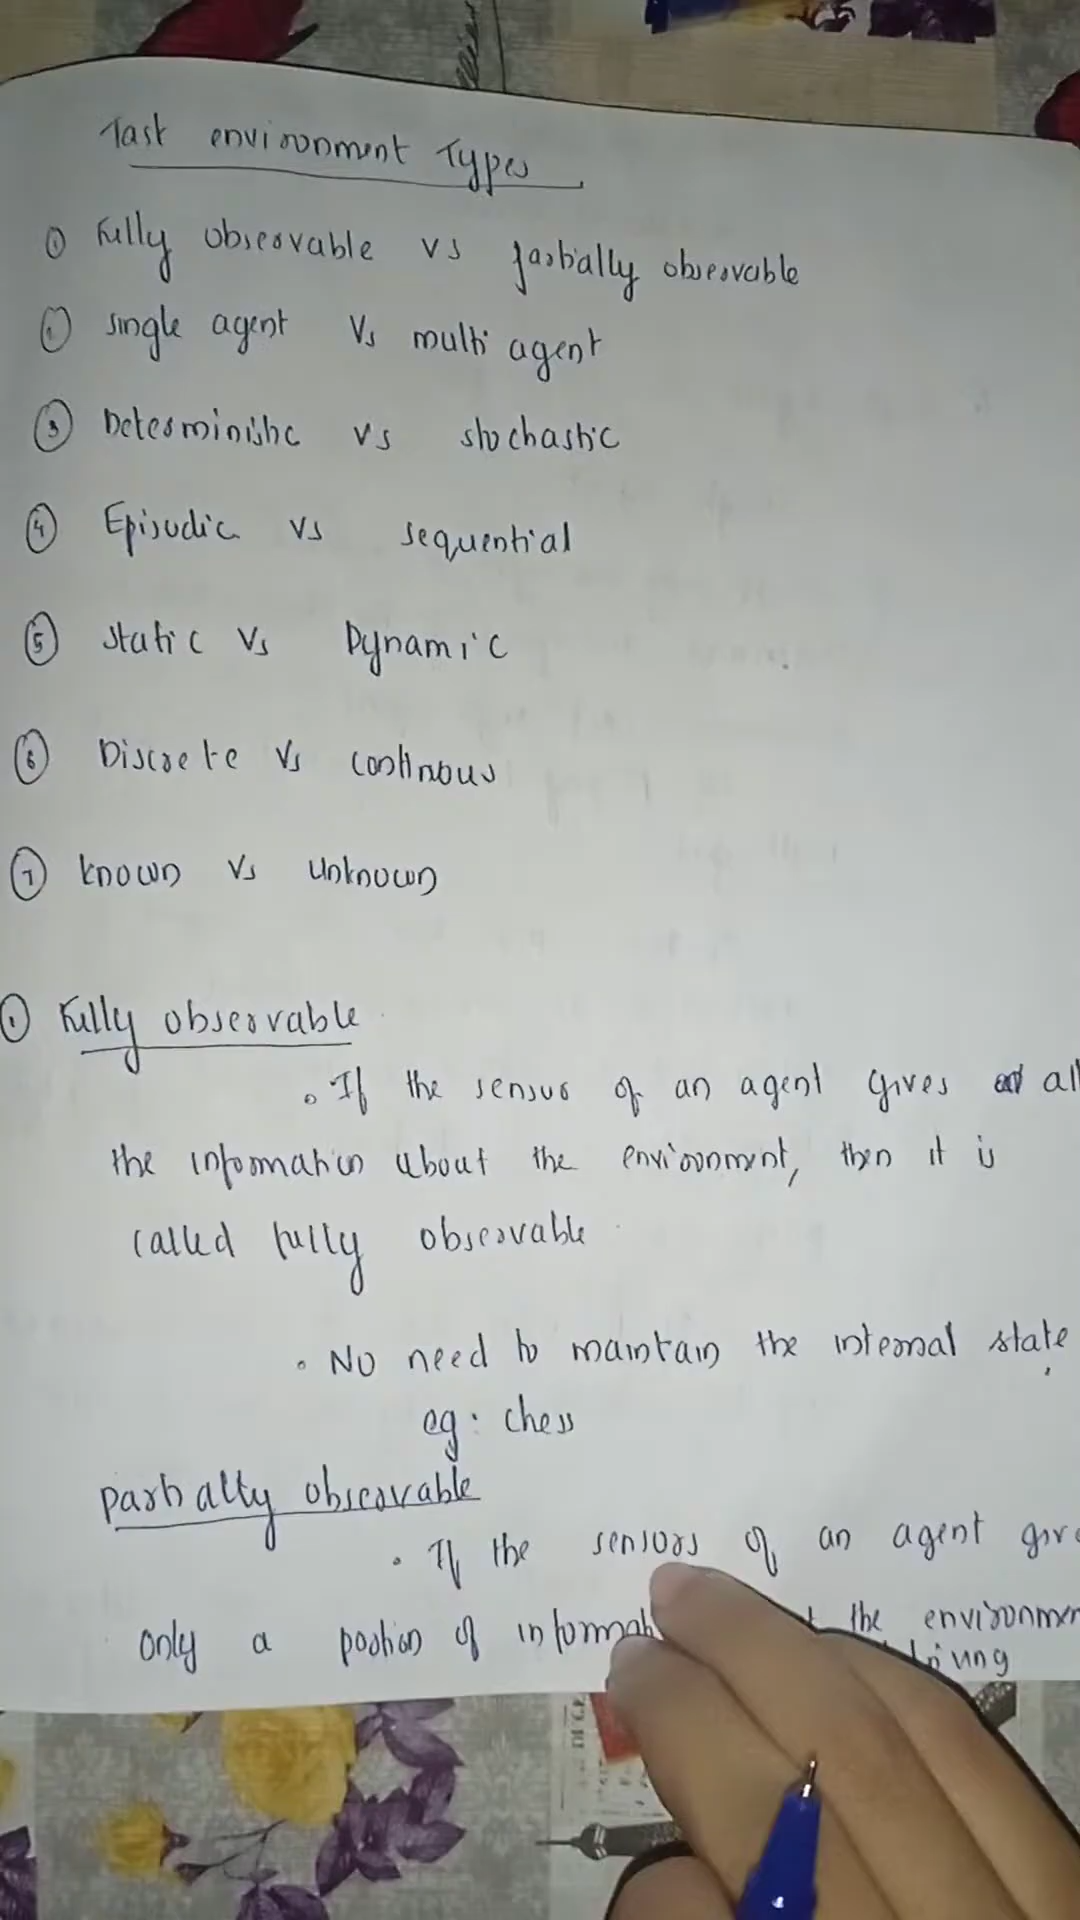 Task environment Types
① Fully observable vs partially observable
② single agent Vs multi agent
③ Deterministic vs stochastic
④ Episodic vs sequential
⑤ static Vs Dynamic
⑥ Discrete Vs continous
⑦ known Vs unknown
① Fully observable
. If the sensor of an agent gives all
the information about the environment, then it is
called fully observable
. No need to maintain the internal state
eg: chess
partially observable
. If the sensors of an agent give
only a portion of the environmen